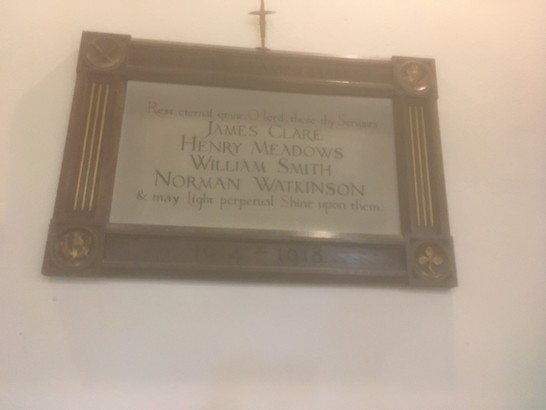 Rest eternal grant O Lord, these thy Servants
JAMES CLARE
HENRY MEADOWS
WILLIAM SMITH
NORMAN WATKINSON
& may Light perpetual Shine upon them.
1914 - 1918